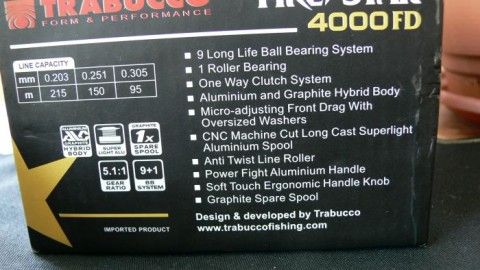 TRABUCCO
FORM & PERFORMANCE
STAR
4000FD
LINE CAPACITY
mm 0.203 0.251 0.305
m 215 150 95
ALUMINIUM
GRAPHITE
HYBRID
BODY
SUPER
LIGHT ALU
GRAPHITE
1x
SPARE
SPOOL
5.1:1
GEAR
RATIO
9+1
BB
SYSTEM
IMPORTED PRODUCT
9 Long Life Ball Bearing System
1 Roller Bearing
One Way Clutch System
Aluminium and Graphite Hybrid Body
Micro-adjusting Front Drag With
Oversized Washers
CNC Machine Cut Long Cast Superlight
Aluminium Spool
Anti Twist Line Roller
Power Fight Aluminium Handle
Soft Touch Ergonomic Handle Knob
Graphite Spare Spool
Design & developed by Trabucco
www.trabuccofishing.com